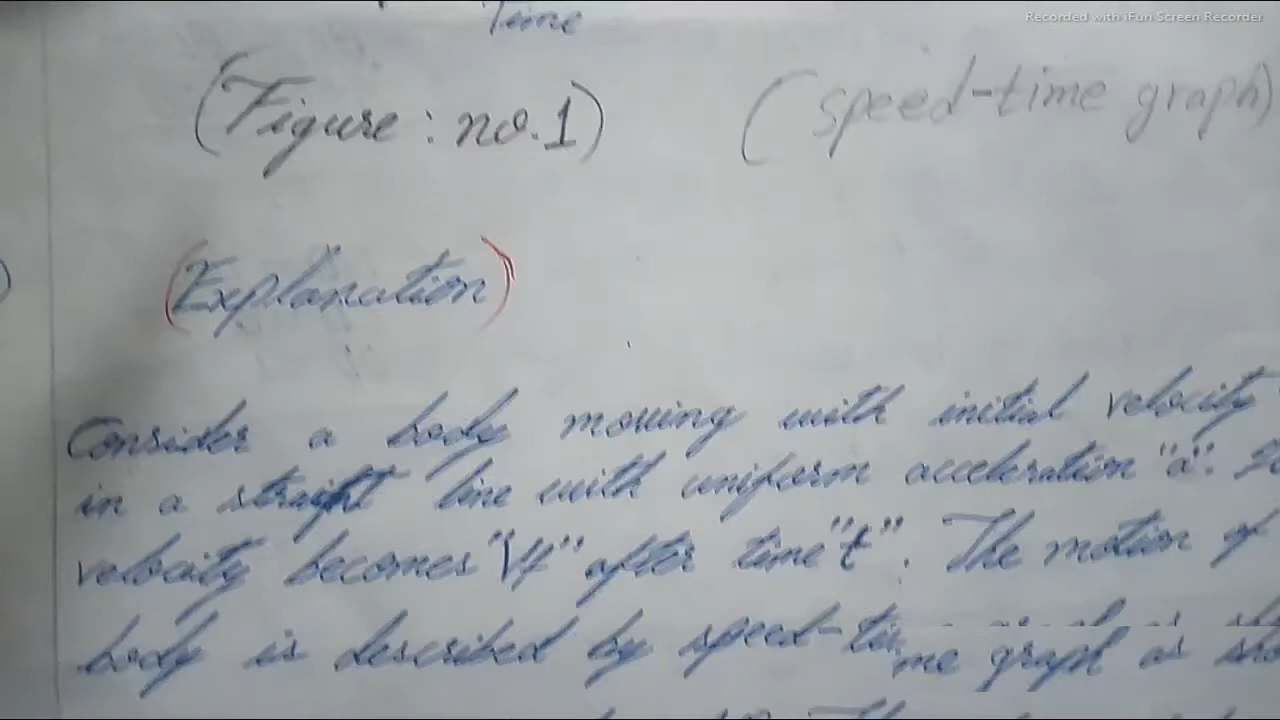 Recorded with iFun Screen Recorder
Time
(Figure : no.1) (speed-time graph)
(Explanation)
Consider a body moving with initial velocity
in a straight line with uniform acceleration "a".
velocity becomes "Vf" after time "t". The motion of
body is described by speed-time graph as